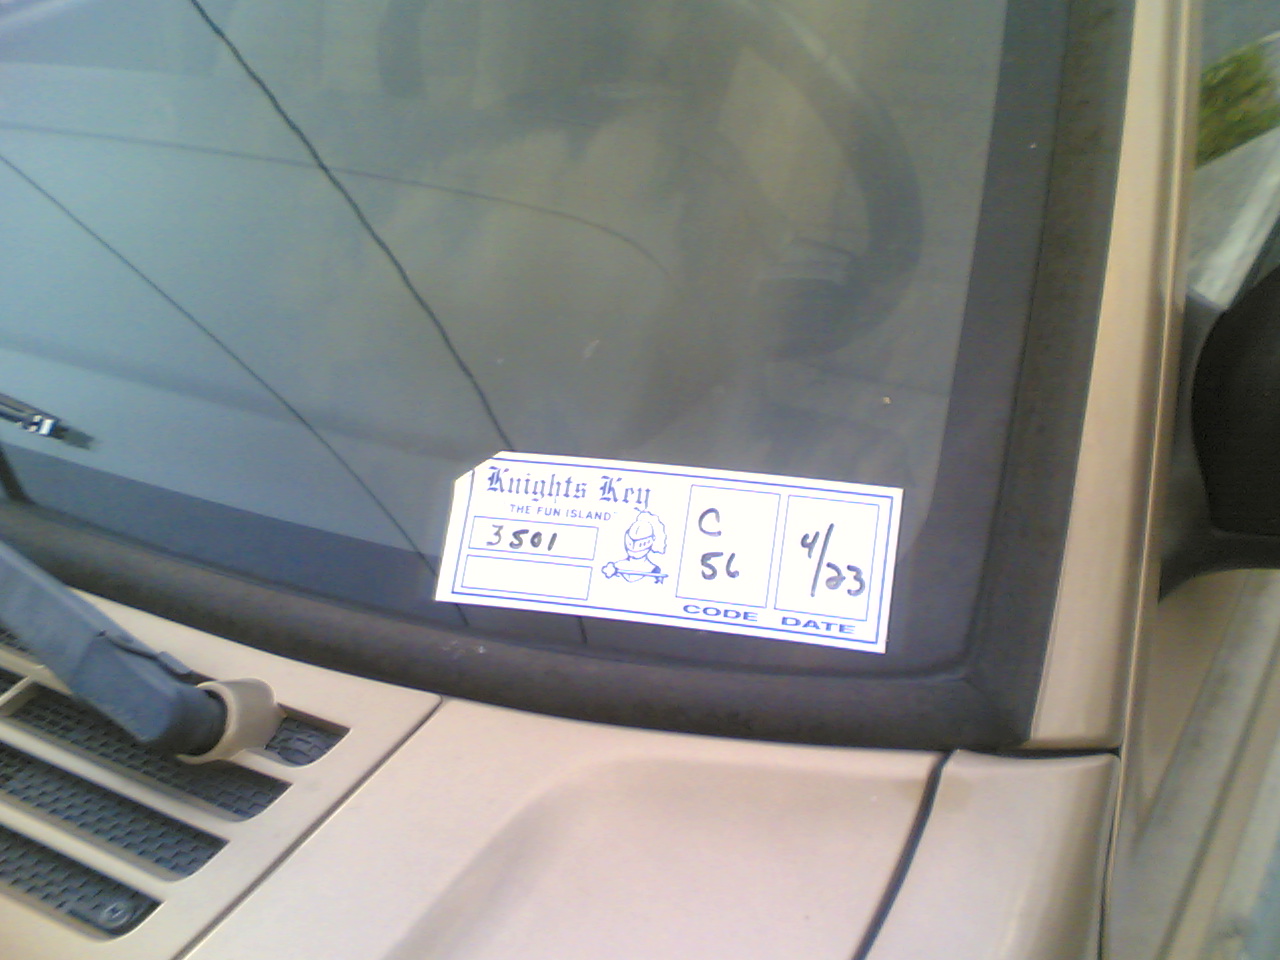 Knights Key
THE FUN ISLAND
3501
C
56
CODE
4/23
DATE